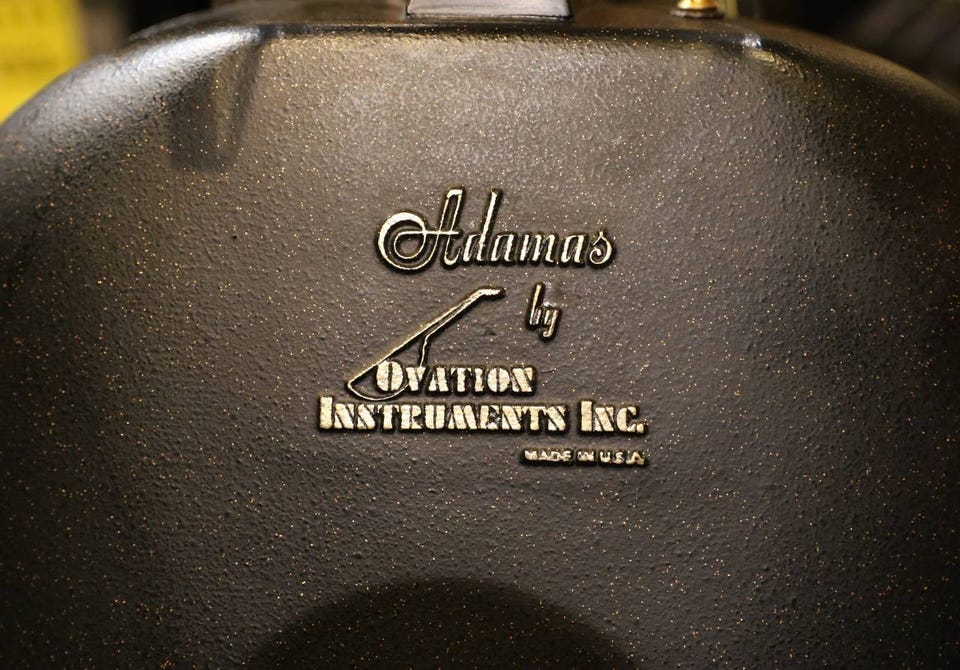 Adamas
by
OVATION
INSTRUMENTS INC.
MADE IN U.S.A.